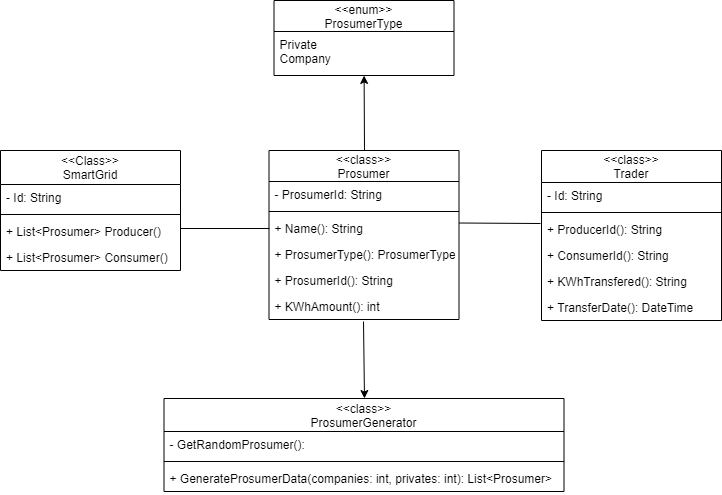 <<enum>>
ProsumerType
Private
Company
<<Class>>
SmartGrid
- Id: String
+ List<Prosumer> Producer()
+ List<Prosumer> Consumer()
<<class>>
Prosumer
- ProsumerId: String
+ Name(): String
+ ProsumerType(): ProsumerType
+ ProsumerId(): String
+ KWhAmount(): int
<<class>>
Trader
- Id: String
+ ProducerId(): String
+ ConsumerId(): String
+ KWhTransfered(): String
+ TransferDate(): DateTime
<<class>>
ProsumerGenerator
- GetRandomProsumer():
+ GenerateProsumerData(companies: int, privates: int): List<Prosumer>